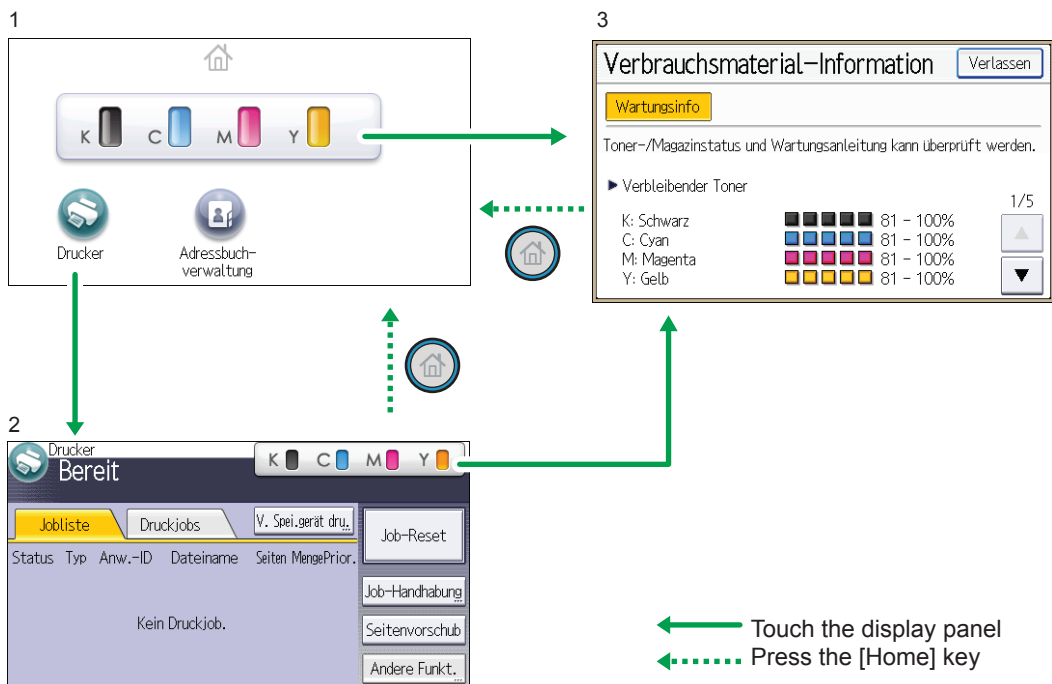 1
K C M Y
Drucker
Adressbuch-
verwaltung
3
Verbrauchsmaterial-Information
Verlassen
Wartungsinfo
Toner-/Magazinstatus und Wartungsanleitung kann überprüft werden.
▶ Verbleibender Toner
1/5
K: Schwarz 81 - 100%
C: Cyan 81 - 100%
M: Magenta 81 - 100%
Y: Gelb 81 - 100%
▲
▼
2
Drucker
Bereit
K C M Y
Jobliste
Druckjobs
V. Spei.gerät dru.
Job-Reset
Status Typ Anw.-ID Dateiname Seiten MengePrior.
Job-Handhabung
Kein Druckjob.
Seitenvorschub
Andere Funkt.
Touch the display panel
Press the [Home] key